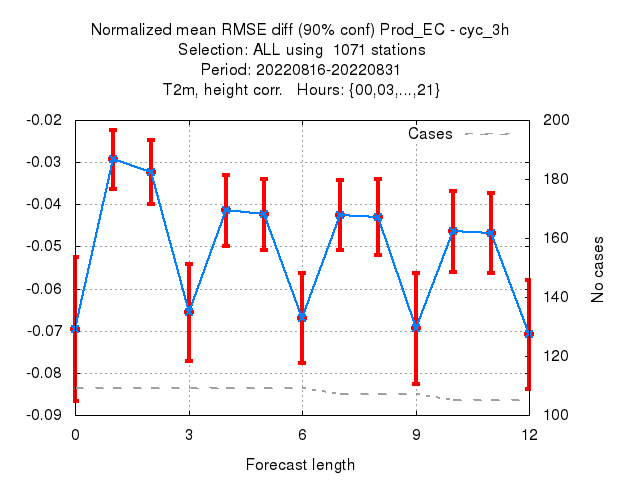 Normalized mean RMSE diff (90% conf) Prod_EC - cyc_3h
Selection: ALL using  1071 stations
Period: 20220816-20220831
T2m, height corr.   Hours: {00,03,...,21}
Cases
-0.02
-0.03
-0.04
-0.05
-0.06
-0.07
-0.08
-0.09
200
180
160
140
120
100
No cases
0 3 6 9 12
Forecast length